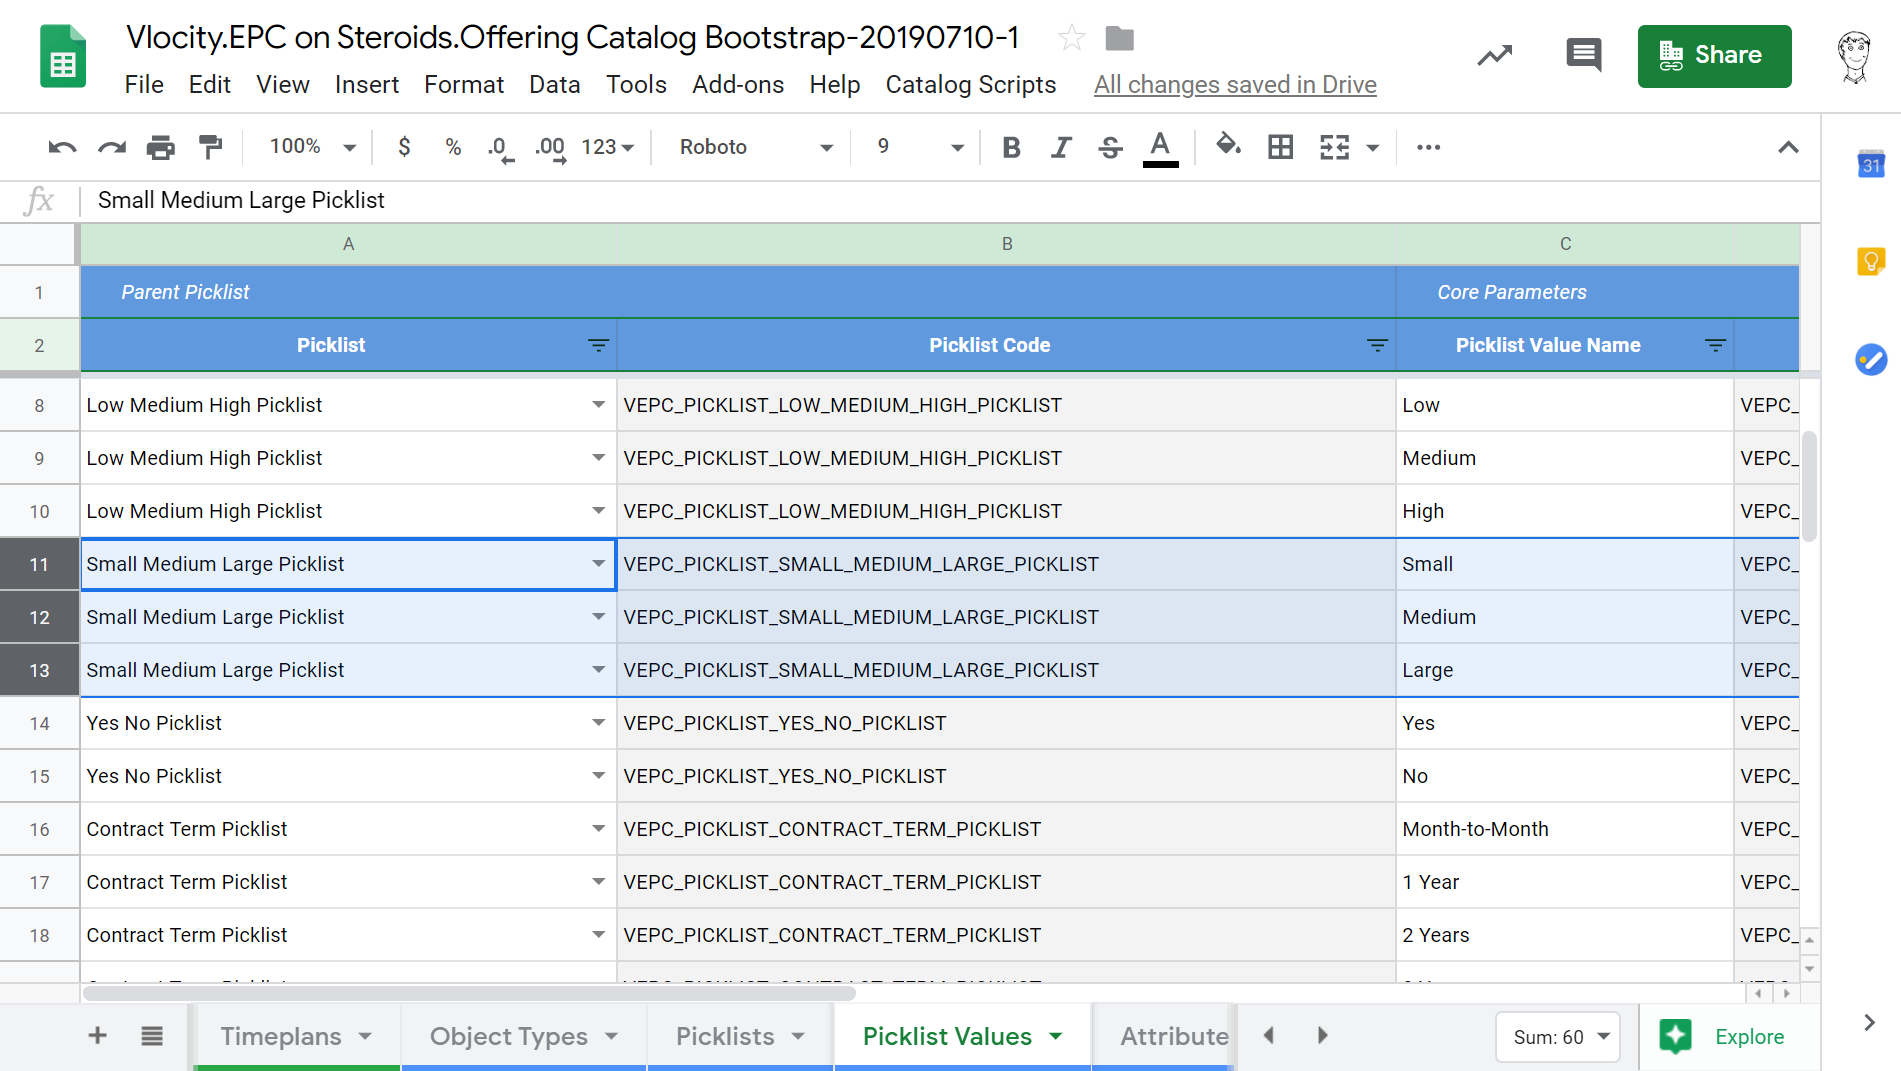 Vlocity.EPC on Steroids.Offering Catalog Bootstrap-20190710-1
File Edit View Insert Format Data Tools Add-ons Help Catalog Scripts All changes saved in Drive
Share
100% $ % .0 .00 123 Roboto 9 B I S A
31
fx Small Medium Large Picklist
A B C
1 Parent Picklist Core Parameters
2 Picklist Picklist Code Picklist Value Name
8 Low Medium High Picklist VEPC_PICKLIST_LOW_MEDIUM_HIGH_PICKLIST Low VEPC_
9 Low Medium High Picklist VEPC_PICKLIST_LOW_MEDIUM_HIGH_PICKLIST Medium VEPC_
10 Low Medium High Picklist VEPC_PICKLIST_LOW_MEDIUM_HIGH_PICKLIST High VEPC_
11 Small Medium Large Picklist VEPC_PICKLIST_SMALL_MEDIUM_LARGE_PICKLIST Small VEPC_
12 Small Medium Large Picklist VEPC_PICKLIST_SMALL_MEDIUM_LARGE_PICKLIST Medium VEPC_
13 Small Medium Large Picklist VEPC_PICKLIST_SMALL_MEDIUM_LARGE_PICKLIST Large VEPC_
14 Yes No Picklist VEPC_PICKLIST_YES_NO_PICKLIST Yes VEPC_
15 Yes No Picklist VEPC_PICKLIST_YES_NO_PICKLIST No VEPC_
16 Contract Term Picklist VEPC_PICKLIST_CONTRACT_TERM_PICKLIST Month-to-Month VEPC_
17 Contract Term Picklist VEPC_PICKLIST_CONTRACT_TERM_PICKLIST 1 Year VEPC_
18 Contract Term Picklist VEPC_PICKLIST_CONTRACT_TERM_PICKLIST 2 Years VEPC_
Timeplans Object Types Picklists Picklist Values Attribute Sum: 60 Explore